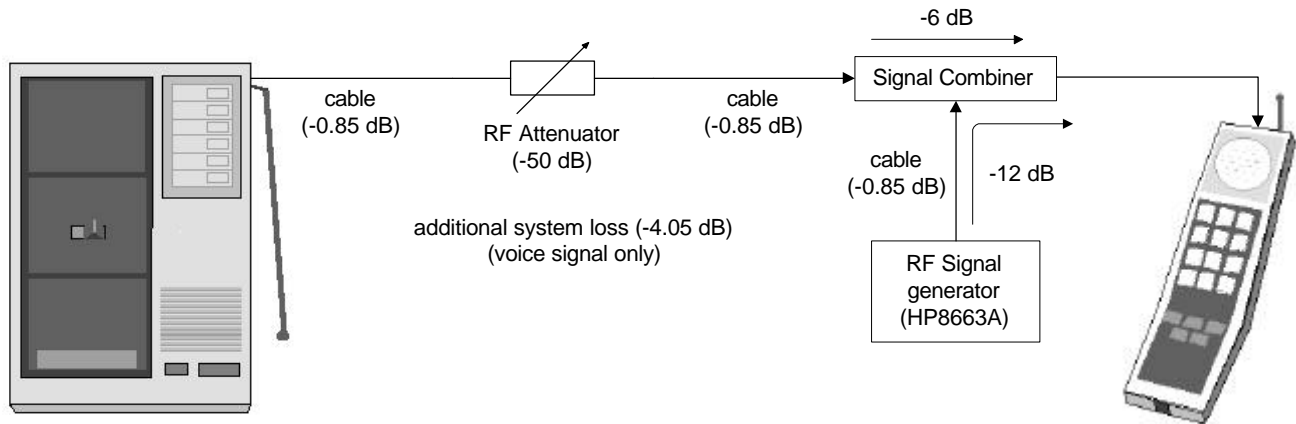 -6 dB
cable
(-0.85 dB)
RF Attenuator
(-50 dB)
cable
(-0.85 dB)
Signal Combiner
cable
(-0.85 dB)
-12 dB
additional system loss (-4.05 dB)
(voice signal only)
RF Signal
generator
(HP8663A)